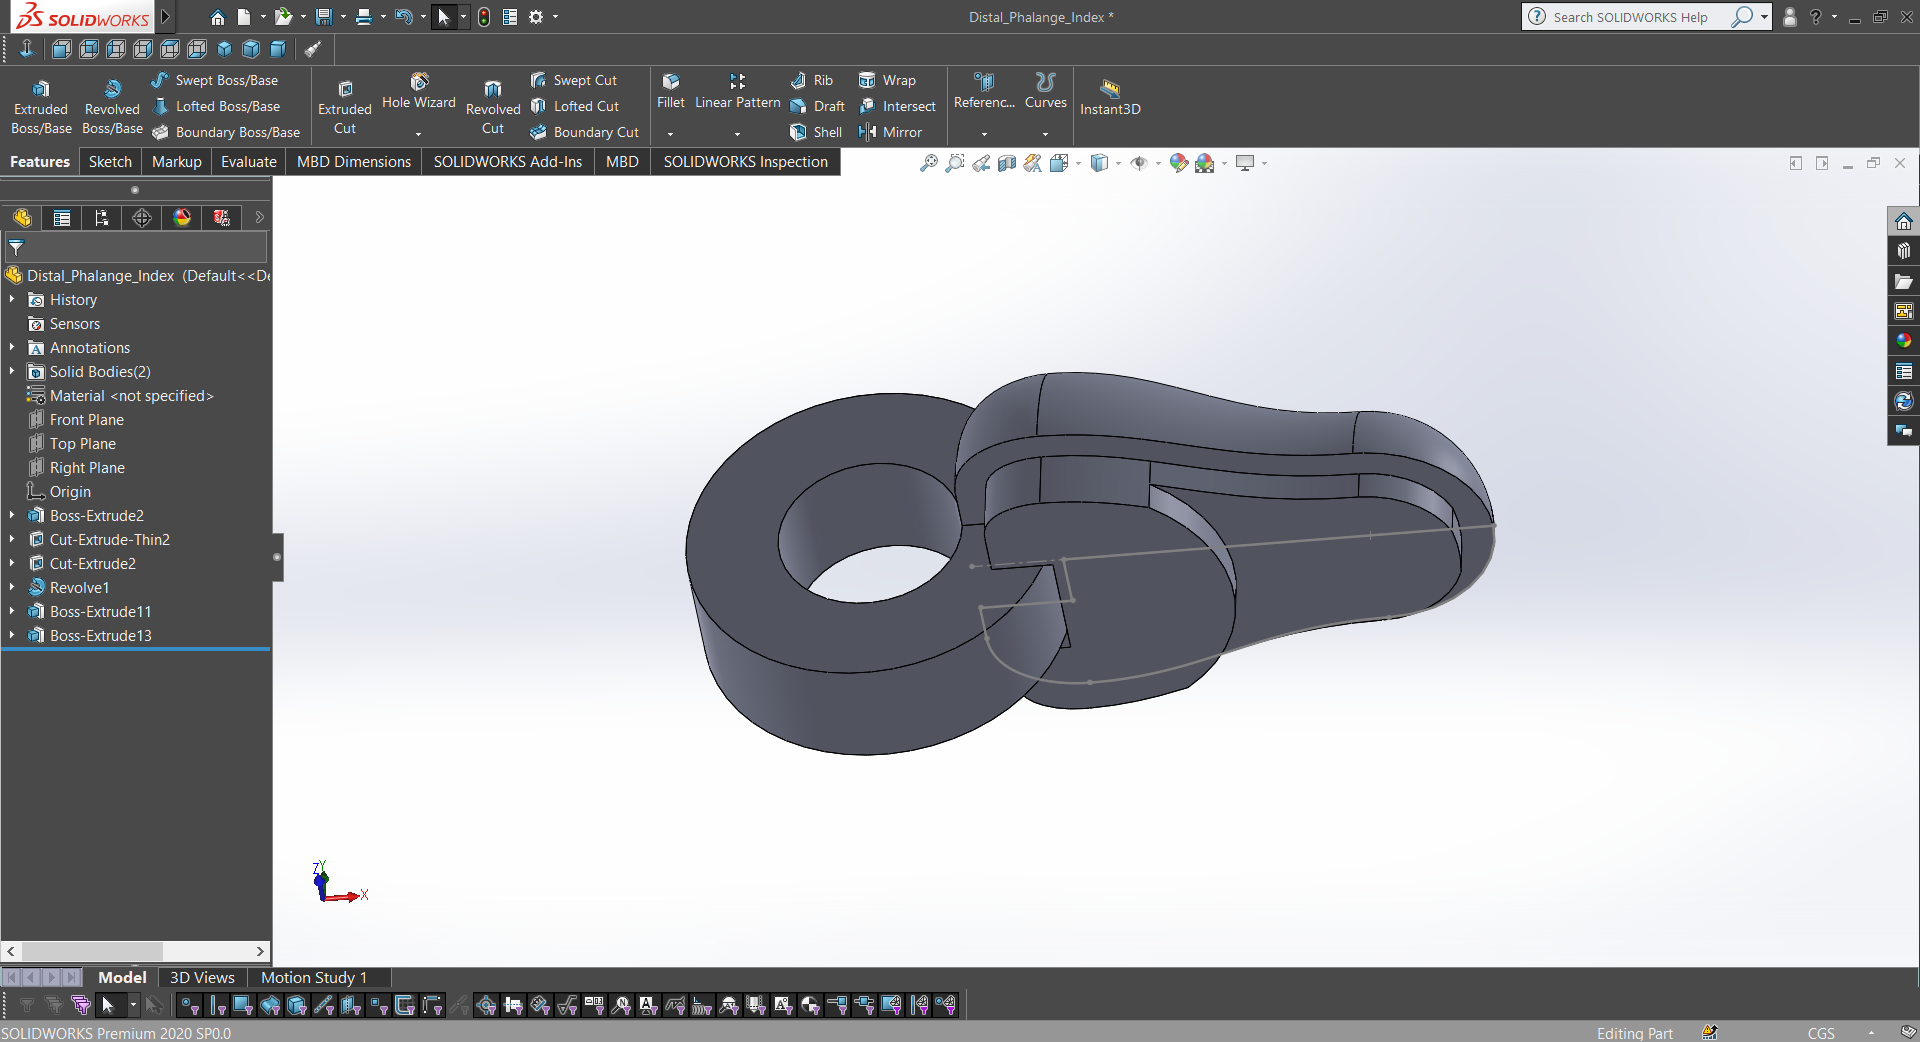 SOLIDWORKS
Distal_Phalange_Index *
Search SOLIDWORKS Help
Extruded Boss/Base
Revolved Boss/Base
Swept Boss/Base
Lofted Boss/Base
Boundary Boss/Base
Extruded Cut
Hole Wizard
Revolved Cut
Swept Cut
Lofted Cut
Boundary Cut
Fillet
Linear Pattern
Rib
Draft
Shell
Wrap
Intersect
Mirror
Referenc...
Curves
Instant3D
Features
Sketch
Markup
Evaluate
MBD Dimensions
SOLIDWORKS Add-Ins
MBD
SOLIDWORKS Inspection
Distal_Phalange_Index (Default<<De
History
Sensors
Annotations
Solid Bodies(2)
Material <not specified>
Front Plane
Top Plane
Right Plane
Origin
Boss-Extrude2
Cut-Extrude-Thin2
Cut-Extrude2
Revolve1
Boss-Extrude11
Boss-Extrude13
Z
Y
X
Model
3D Views
Motion Study 1
SOLIDWORKS Premium 2020 SP0.0
Editing Part
CGS